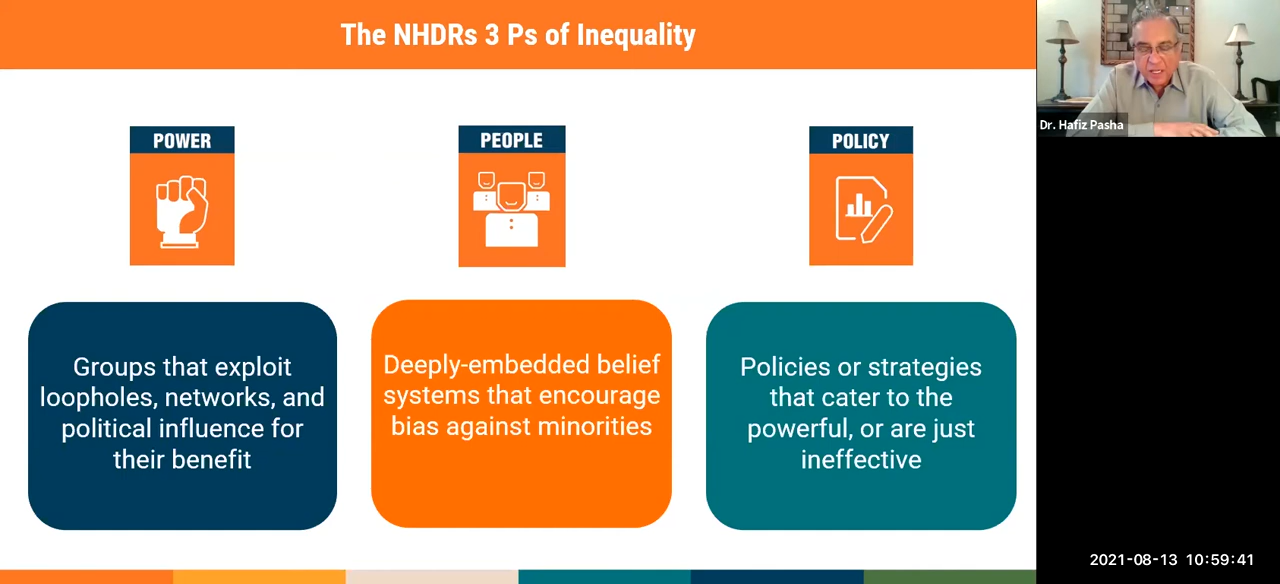 The NHDRs 3 Ps of Inequality
POWER
PEOPLE
POLICY
Groups that exploit
loopholes, networks, and
political influence for
their benefit
Deeply-embedded belief
systems that encourage
bias against minorities
Policies or strategies
that cater to the
powerful, or are just
ineffective
Dr. Hafiz Pasha
2021-08-13 10:59:41